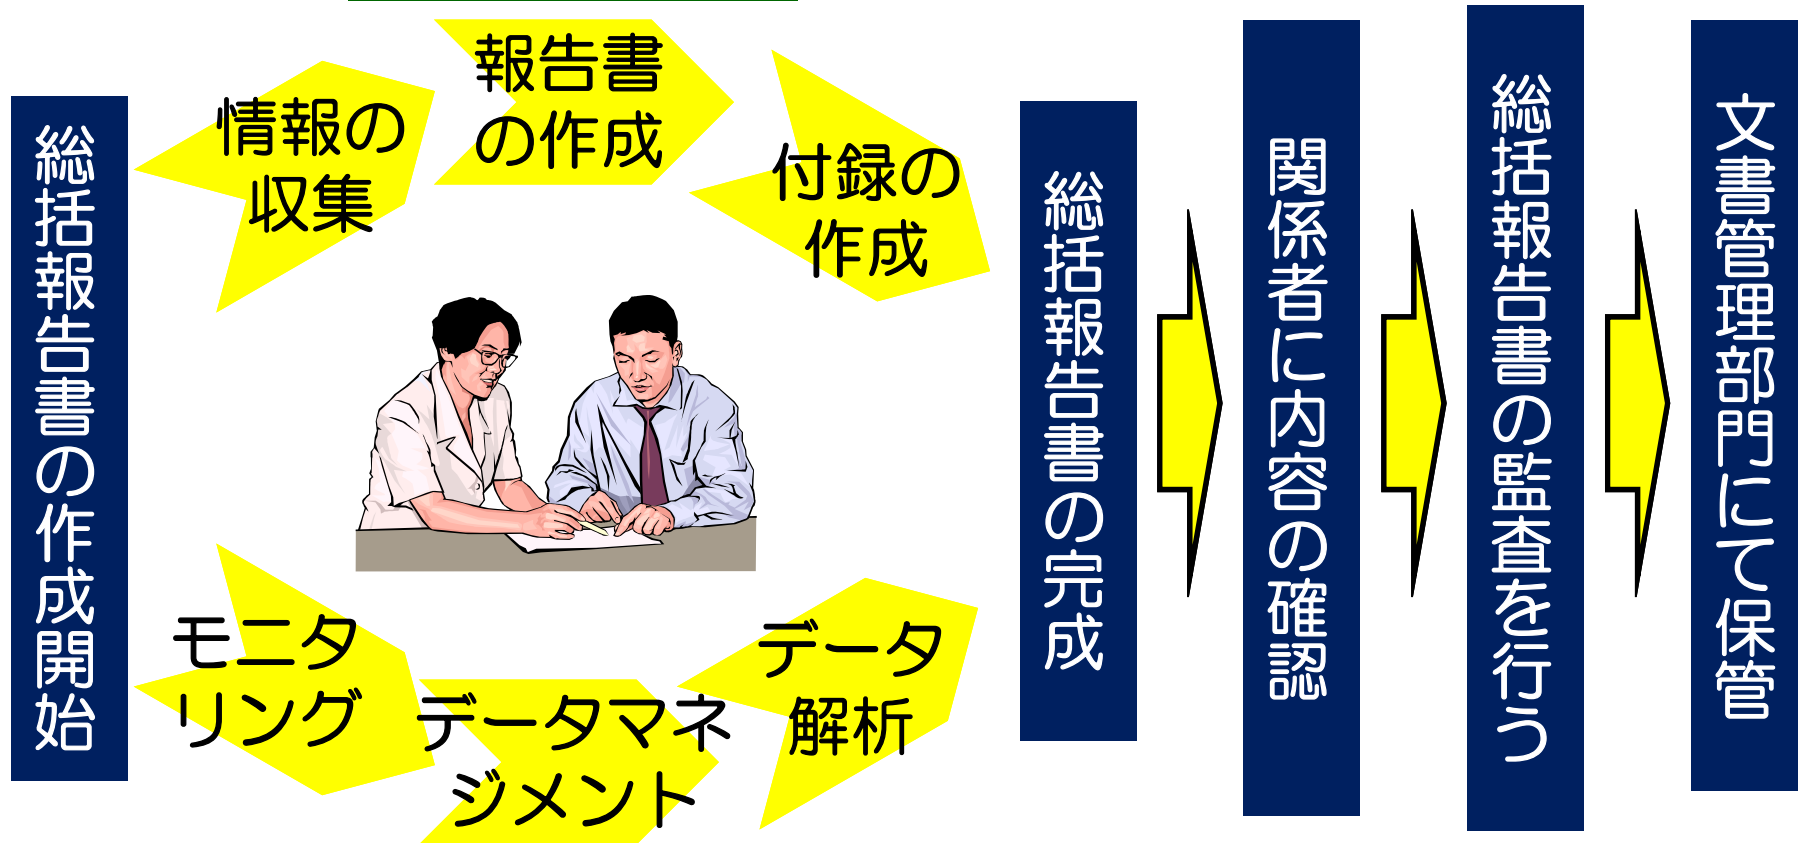 総括報告書の作成開始
情報の
収集
報告書
の作成
付録の
作成
モニタ
リング
データマネ
ジメント
データ
解析
総括報告書の完成
関係者に内容の確認
総括報告書の監査を行う
文書管理部門にて保管